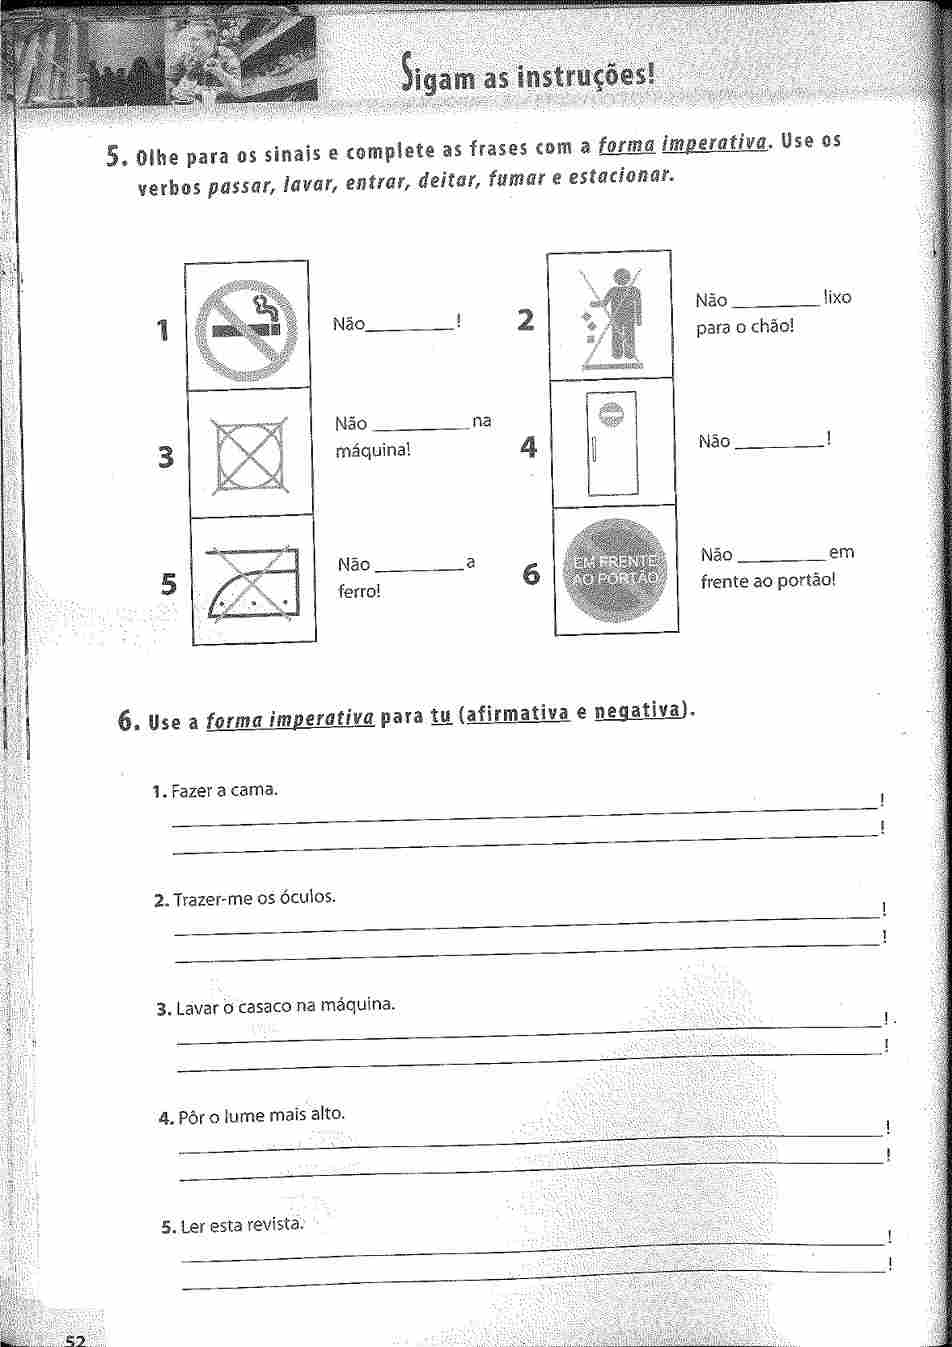 Sigam as instruções!
5. Olhe para os sinais e complete as frases com a forma imperativa. Use os
verbos passar, lavar, entrar, deitar, fumar e estacionar.
1
Não_________!
2
Não _________ lixo
para o chão!
3
Não __________ na
máquina!
4
Não _________!
5
Não _________ a
ferro!
6
EM FRENTE
AO PORTÃO
Não _________ em
frente ao portão!
6. Use a forma imperativa para tu (afirmativa e negativa).
1. Fazer a cama.
!
!
2. Trazer-me os óculos.
!
!
3. Lavar o casaco na máquina.
!
!
4. Pôr o lume mais alto.
!
!
5. Ler esta revista.
!
!
52